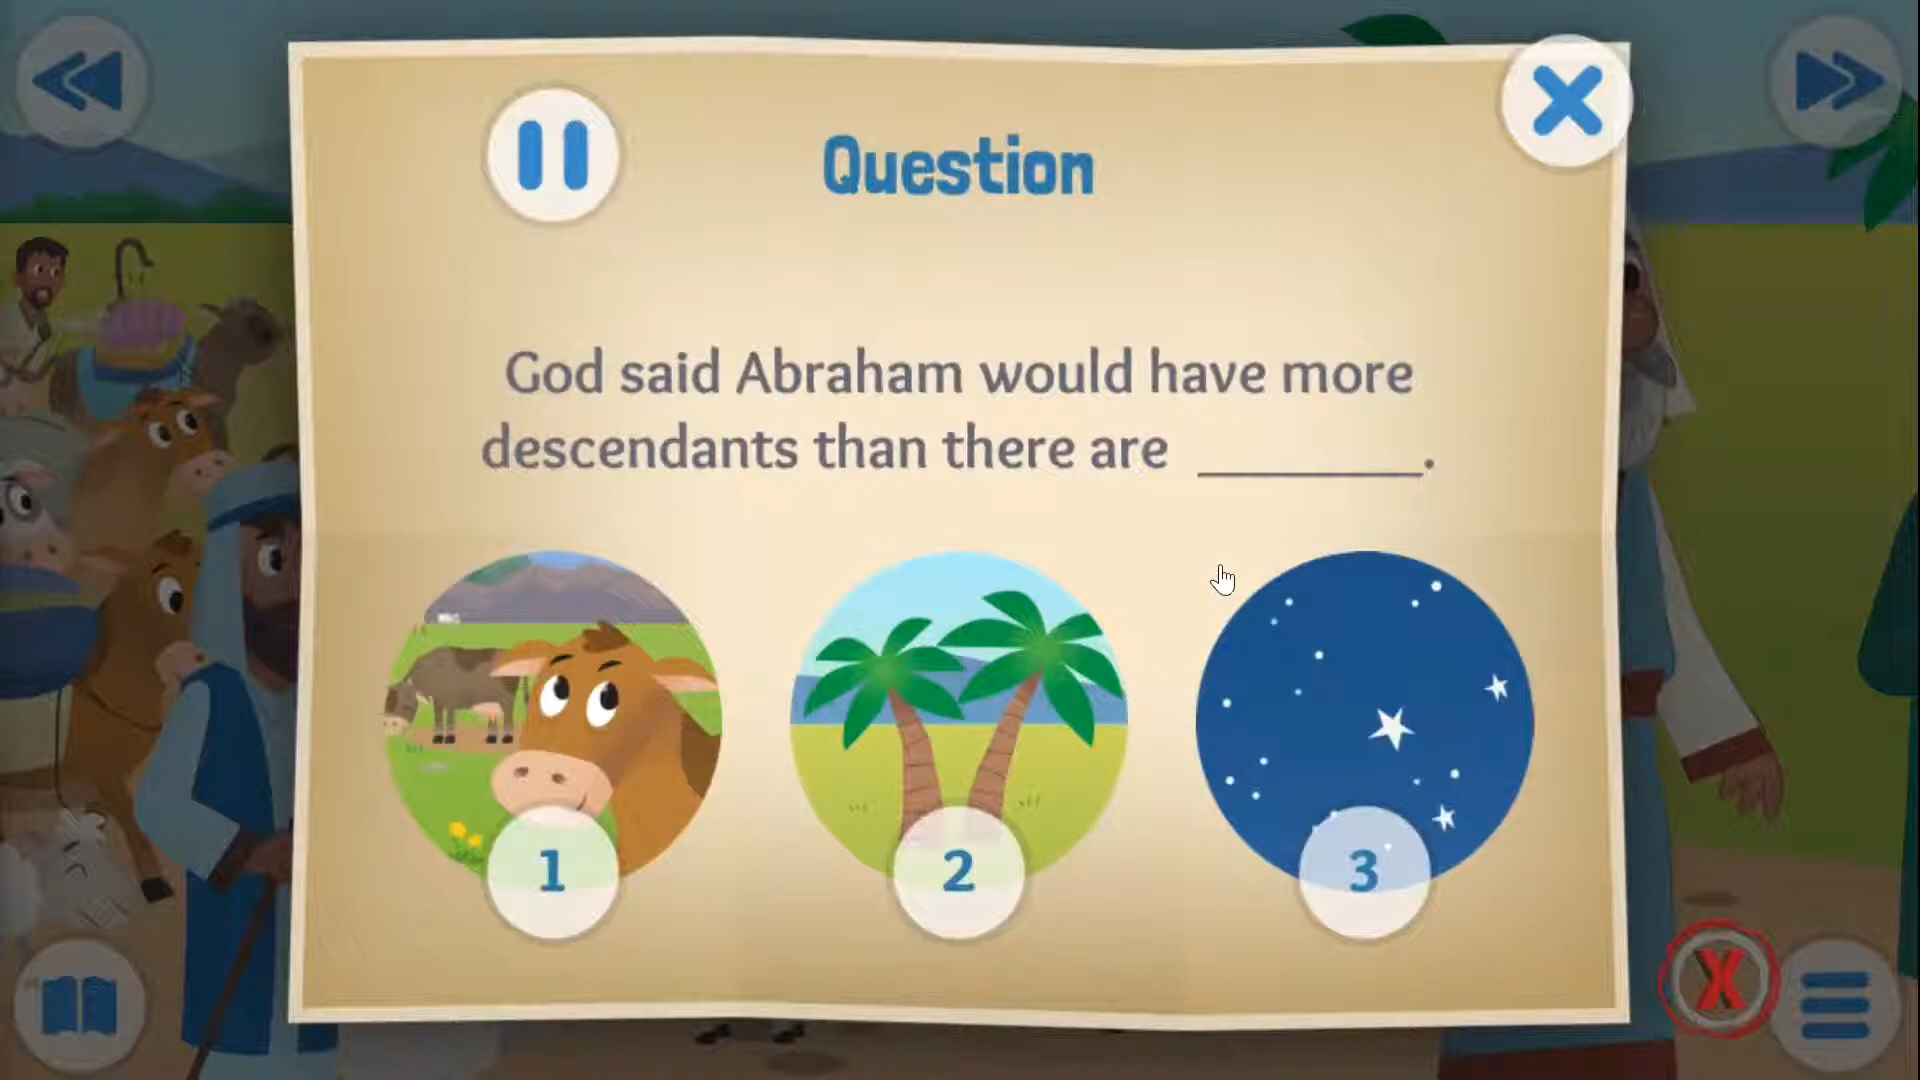 Question
God said Abraham would have more
descendants than there are ________.
1
2
3
X